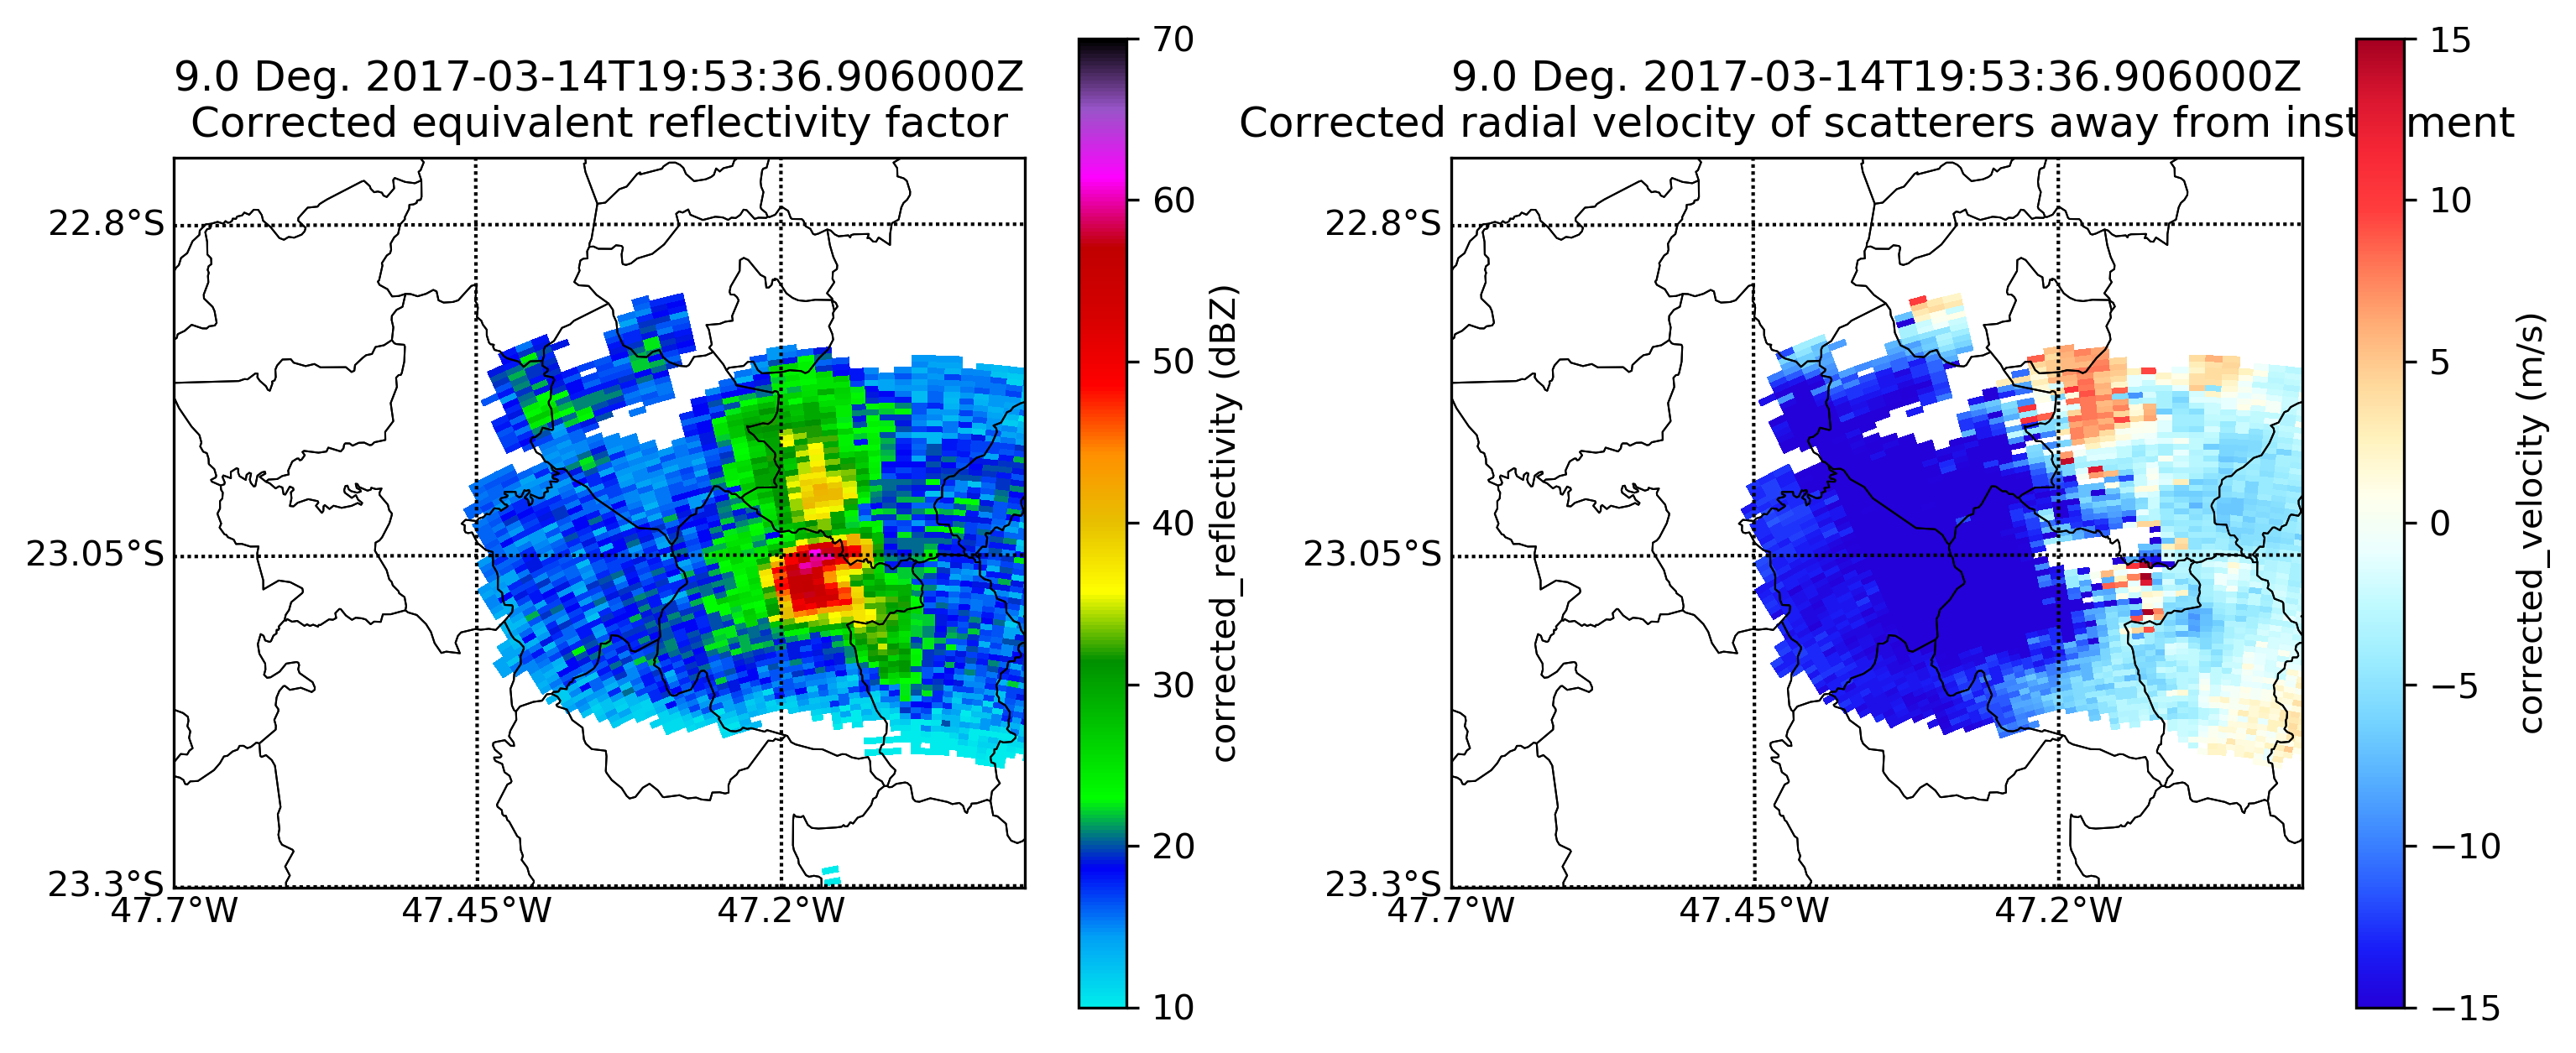 9.0 Deg. 2017-03-14T19:53:36.906000Z
Corrected equivalent reflectivity factor
22.8°S
23.05°S
23.3°S
47.7°W
47.45°W
47.2°W
70
60
50
40
30
20
10
corrected_reflectivity (dBZ)
9.0 Deg. 2017-03-14T19:53:36.906000Z
Corrected radial velocity of scatterers away from inst ment
22.8°S
23.05°S
23.3°S
47.7°W
47.45°W
47.2°W
15
10
5
0
−5
−10
−15
corrected_velocity (m/s)